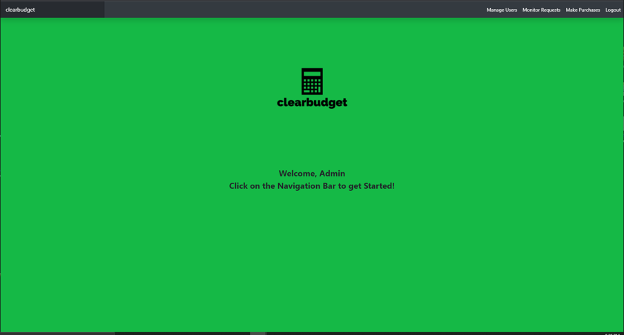 clearbudget
Manage Users Monitor Requests Make Purchases Logout
clearbudget
Welcome, Admin
Click on the Navigation Bar to get Started!